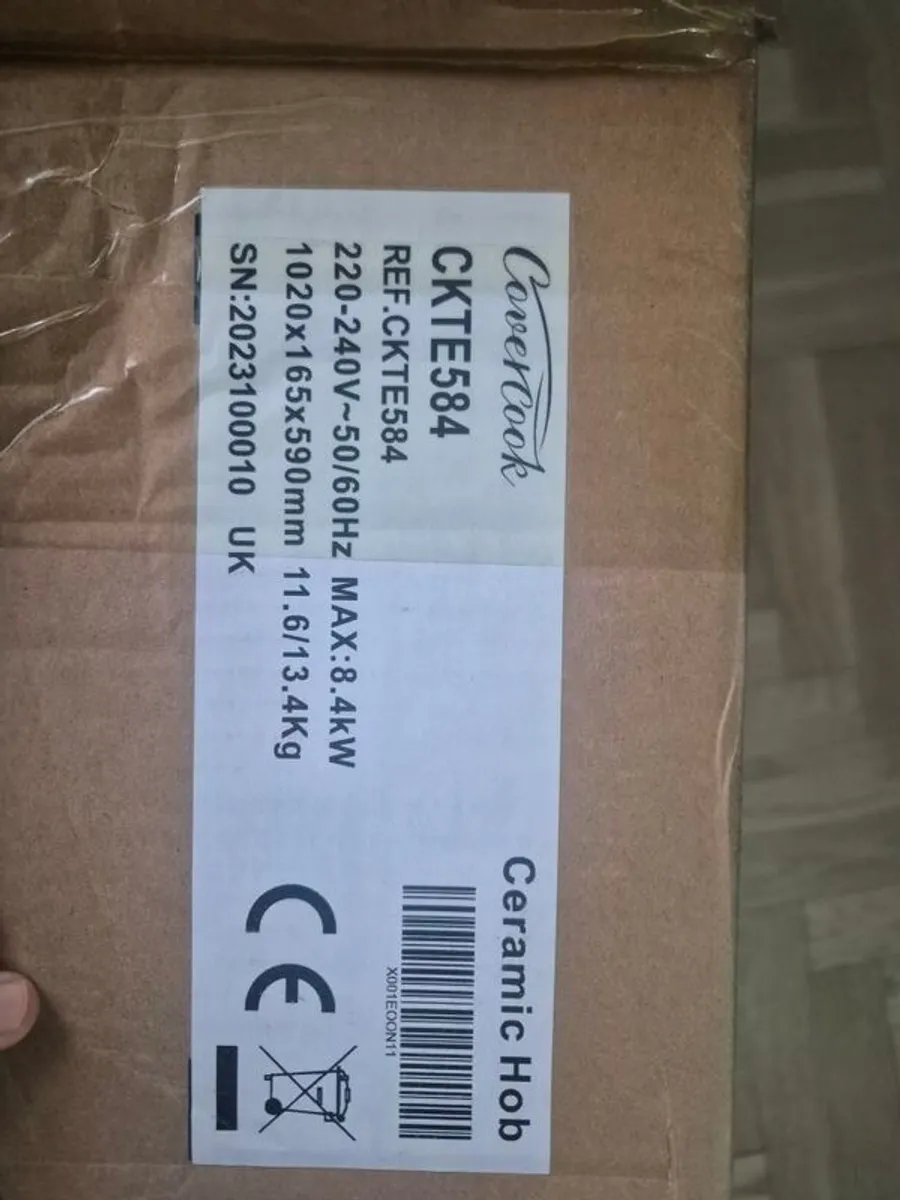 Covercook
Ceramic Hob
CKTE584
REF.CKTE584
220-240V~50/60Hz MAX:8.4kW
1020x165x590mm 11.6/13.4Kg
SN:2023100010 UK
X001EOON11
CE